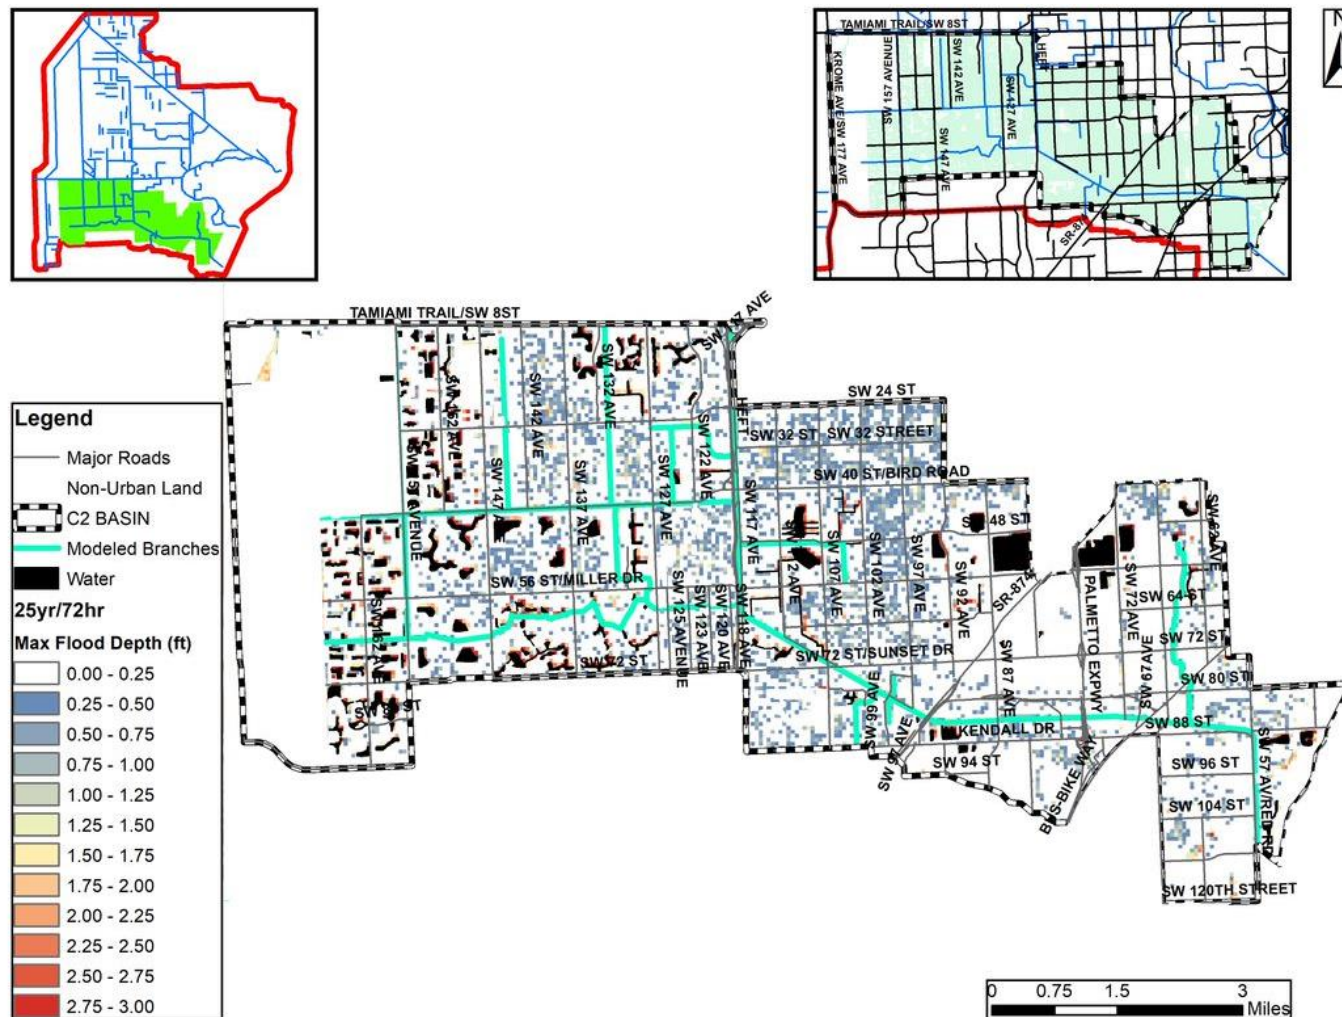 TAMIAMI TRAIL/SW 8ST
HEFT
KROME AVE/SW 177 AVE
SW 157 AVENUE
SW 142 AVE
SW 127 AVE
SW 147 AVE
N
TAMIAMI TRAIL/SW 8ST
SW 152 AVE
SW 142 AVE
SW 132 AVE
SW 24 ST
HEFT
SW 32 ST
SW 32 STREET
SW 122 AVE
SW 40 ST/BIRD ROAD
SW 147 A
SW 137 AVE
SW 127 AVE
SW 117 AVE
SW 107 AVE
SW 102 AVE
SW 97 AVE
SW 92 AVE
SR-874
PALMETTO EXPWY
SW 72 AVE
SW 64 ST
SW 56 ST/MILLER DR
SW 125 AVENUE
SW 123 AVE
SW 120 AVE
SW 118 AVE
SW 72 ST
SW 72 ST/SUNSET DR
SW 87 AVE
SW 67 AVE
SW 72 ST
SW 80 ST
SW 97 AVE
KENDALL DR
SW 88 ST
SW 94 ST
SW 96 ST
SW 57 AV/RED RD
SW 104 ST
SW 120TH STREET
Legend
Major Roads
Non-Urban Land
C2 BASIN
Modeled Branches
Water
25yr/72hr
Max Flood Depth (ft)
0.00 - 0.25
0.25 - 0.50
0.50 - 0.75
0.75 - 1.00
1.00 - 1.25
1.25 - 1.50
1.50 - 1.75
1.75 - 2.00
2.00 - 2.25
2.25 - 2.50
2.50 - 2.75
2.75 - 3.00
0 0.75 1.5 3
Miles